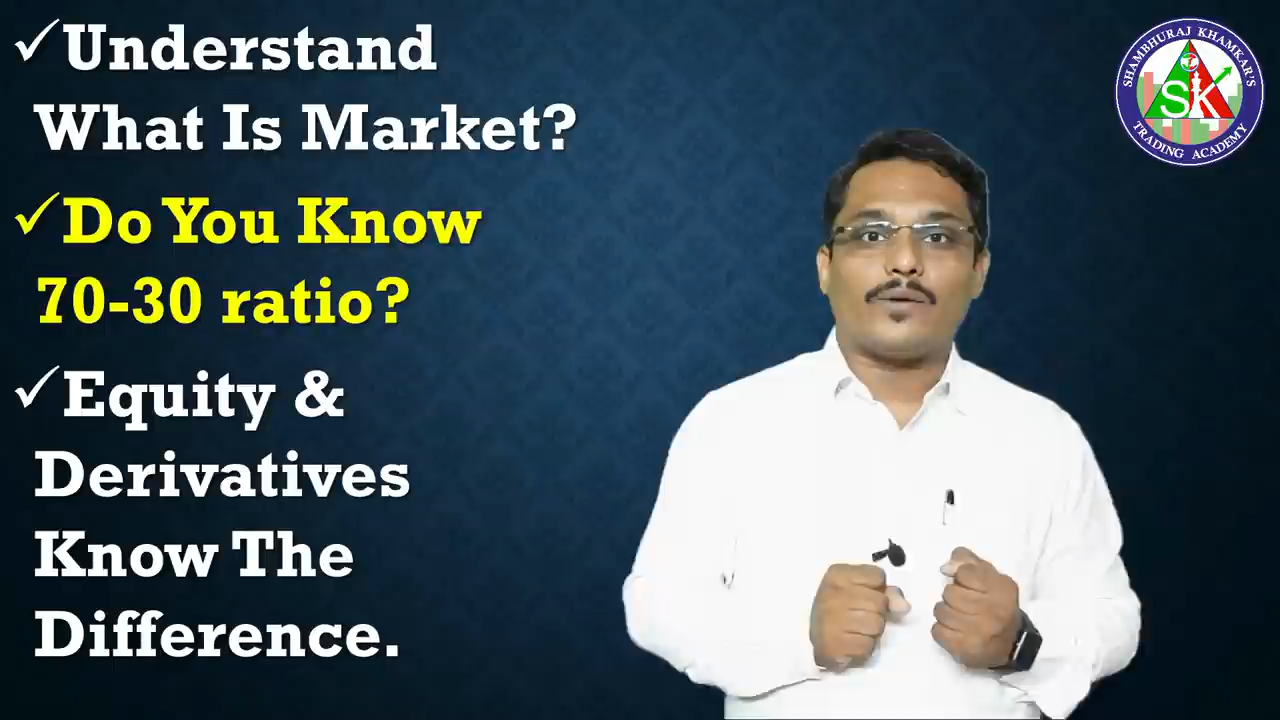 ✓Understand
What Is Market?
✓Do You Know
70-30 ratio?
✓Equity &
Derivatives
Know The
Difference.
SHAMBHURAJ KHAMKAR'S
SK
TRADING ACADEMY